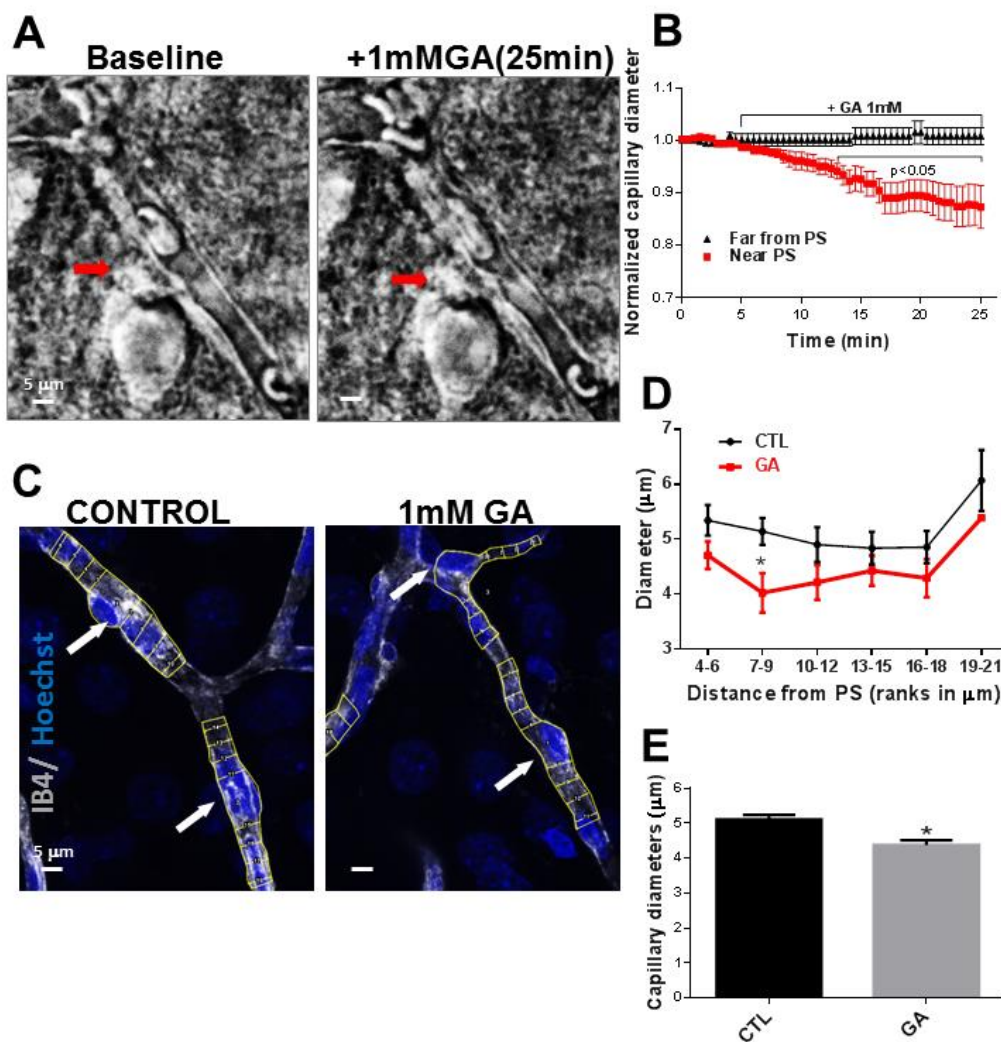 A
Baseline
+1mMGA(25min)
5 μm
B
Normalized capillary diameter
1.1
1.0
0.9
0.8
0.7
+ GA 1mM
p<0.05
Far from PS
Near PS
0
5
10
15
20
25
Time (min)
C
CONTROL
1mM GA
IB4/ Hoechst
5 μm
D
Diameter (μm)
7
6
5
4
3
CTL
GA
*
4-6
7-9
10-12
13-15
16-18
19-21
Distance from PS (ranks in μm)
E
Capillary diameters (μm)
6
5
4
3
2
1
0
*
CTL
GA